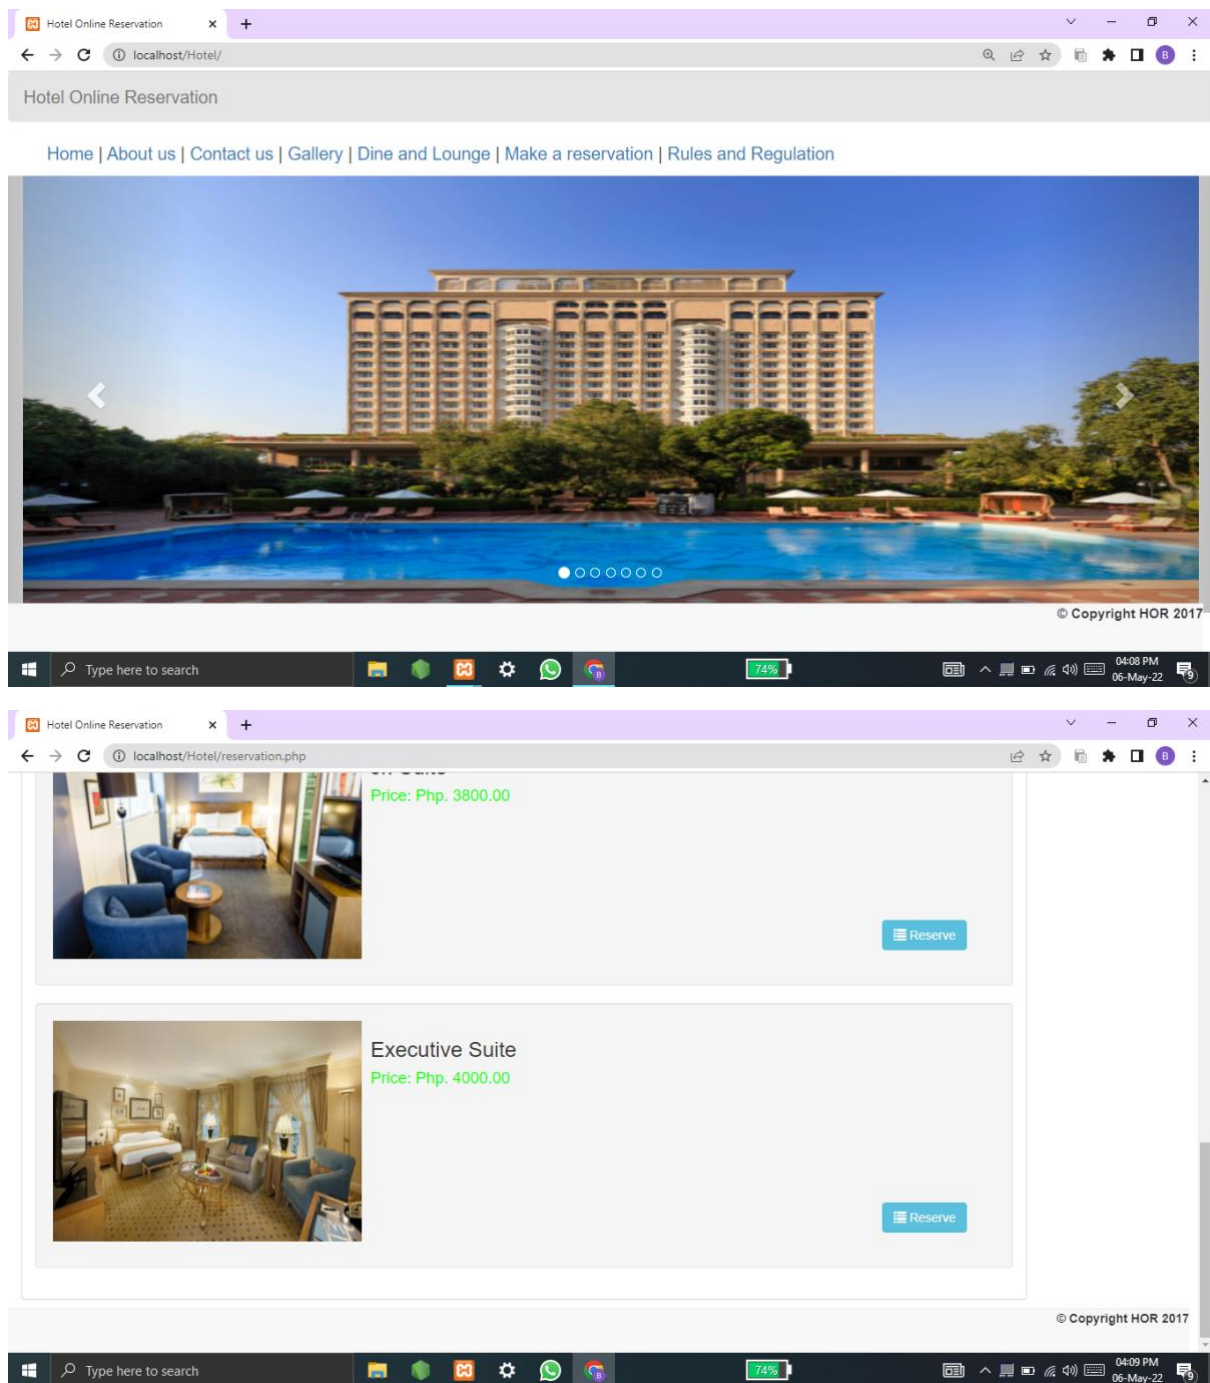 Hotel Online Reservation
localhost/Hotel/
B
Hotel Online Reservation
Home | About us | Contact us | Gallery | Dine and Lounge | Make a reservation | Rules and Regulation
© Copyright HOR 2017
Type here to search
74%
04:08 PM
06-May-22
9
Hotel Online Reservation
localhost/Hotel/reservation.php
B
Suite
Price: Php. 3800.00
Reserve
Executive Suite
Price: Php. 4000.00
Reserve
© Copyright HOR 2017
Type here to search
74%
04:09 PM
06-May-22
9